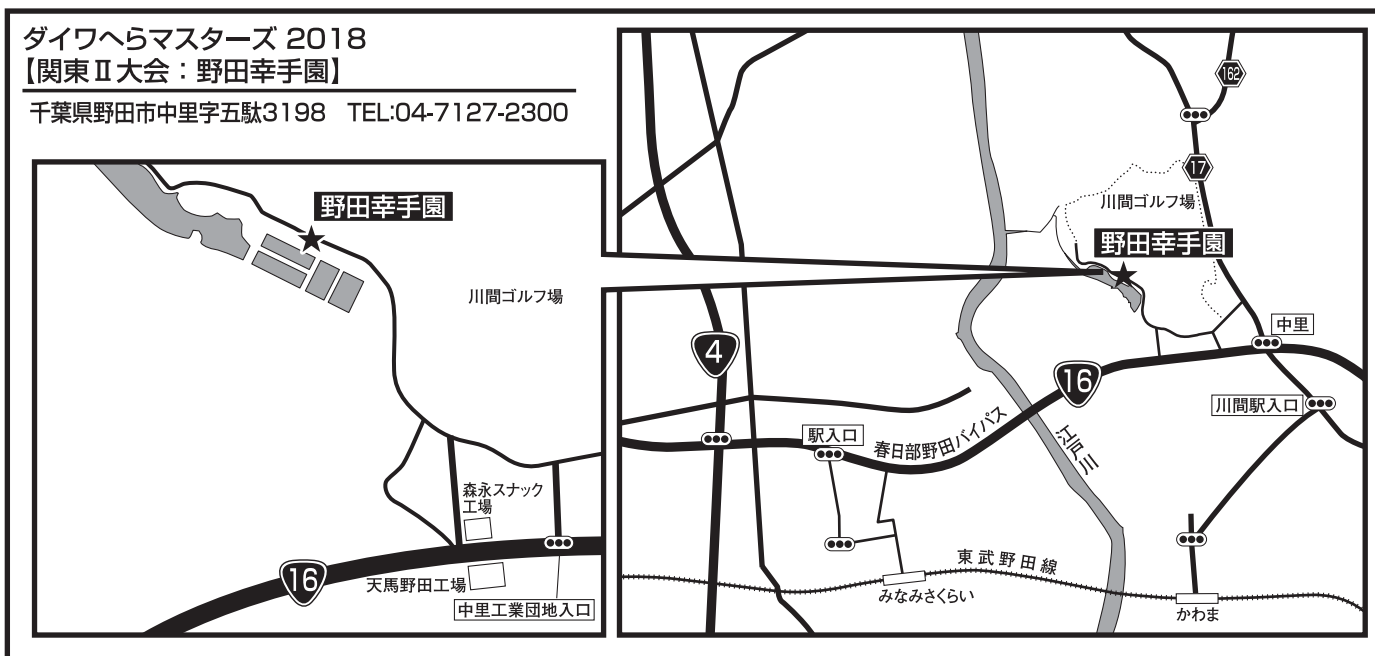 ダイワへらマスターズ 2018
【関東Ⅱ大会：野田幸手園】
千葉県野田市中里字五駄3198　TEL:04-7127-2300
野田幸手園
川間ゴルフ場
森永スナック
工場
16
天馬野田工場
中里工業団地入口
162
17
川間ゴルフ場
野田幸手園
中里
4
16
川間駅入口
駅入口
春日部野田バイパス
江戸川
東武野田線
みなみさくらい
かわま